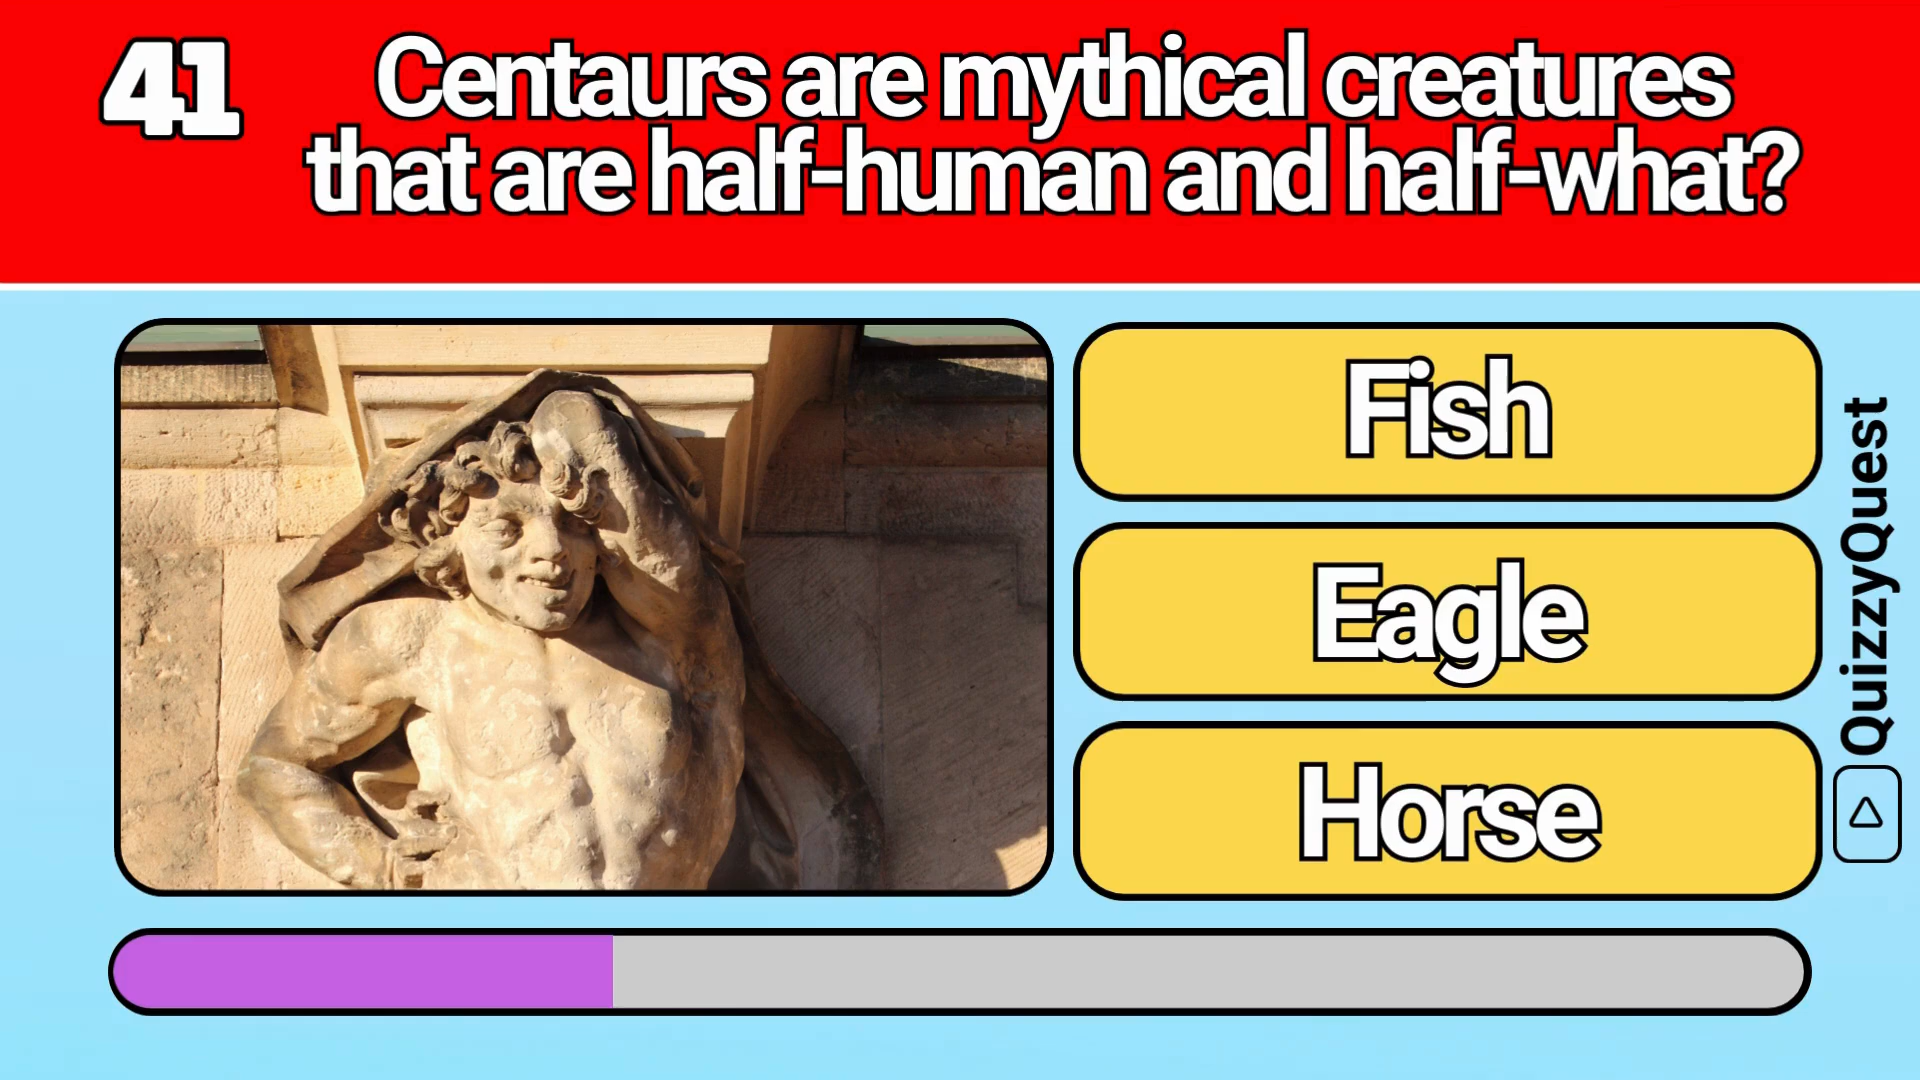 41
Centaurs are mythical creatures
that are half-human and half-what?
Fish
Eagle
Horse
QuizzyQuest